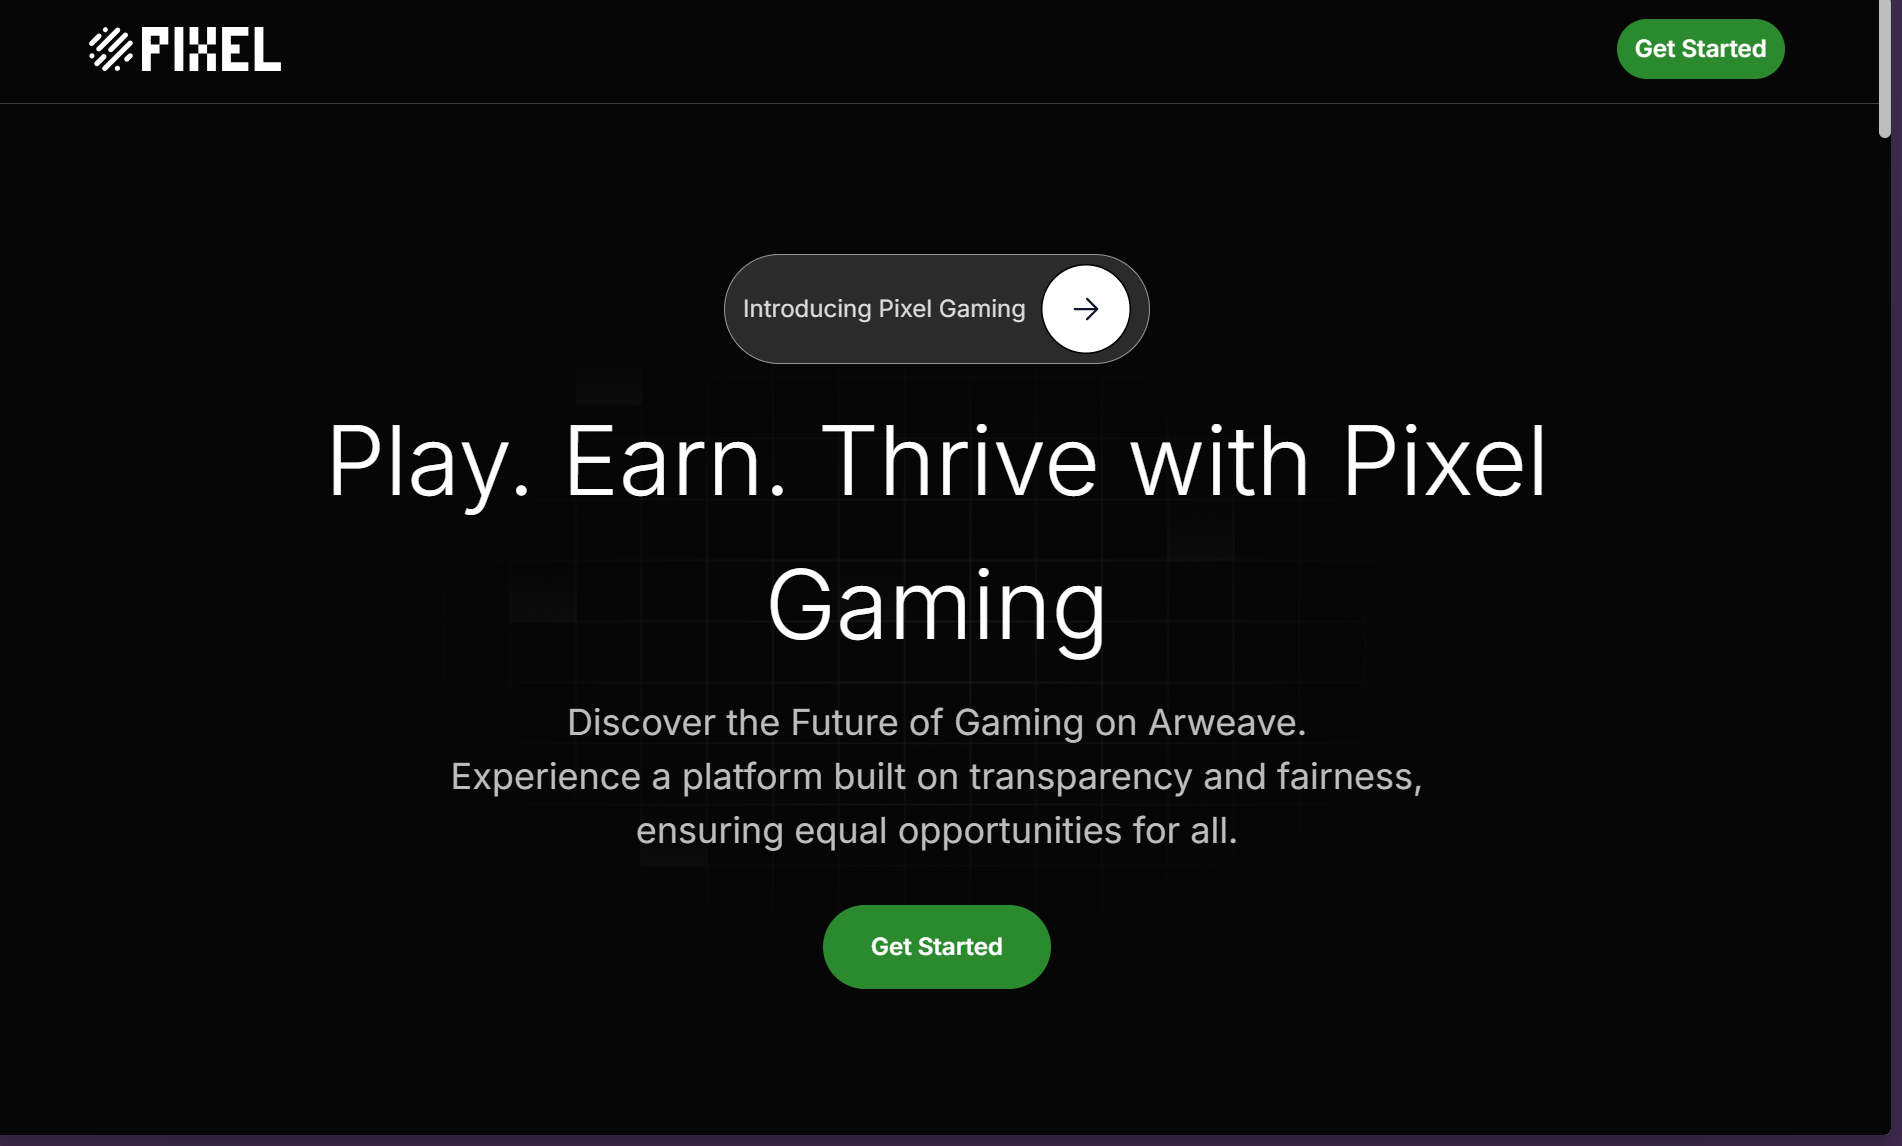 PIXEL
Get Started
Introducing Pixel Gaming
Play. Earn. Thrive with Pixel
Gaming
Discover the Future of Gaming on Arweave.
Experience a platform built on transparency and fairness,
ensuring equal opportunities for all.
Get Started